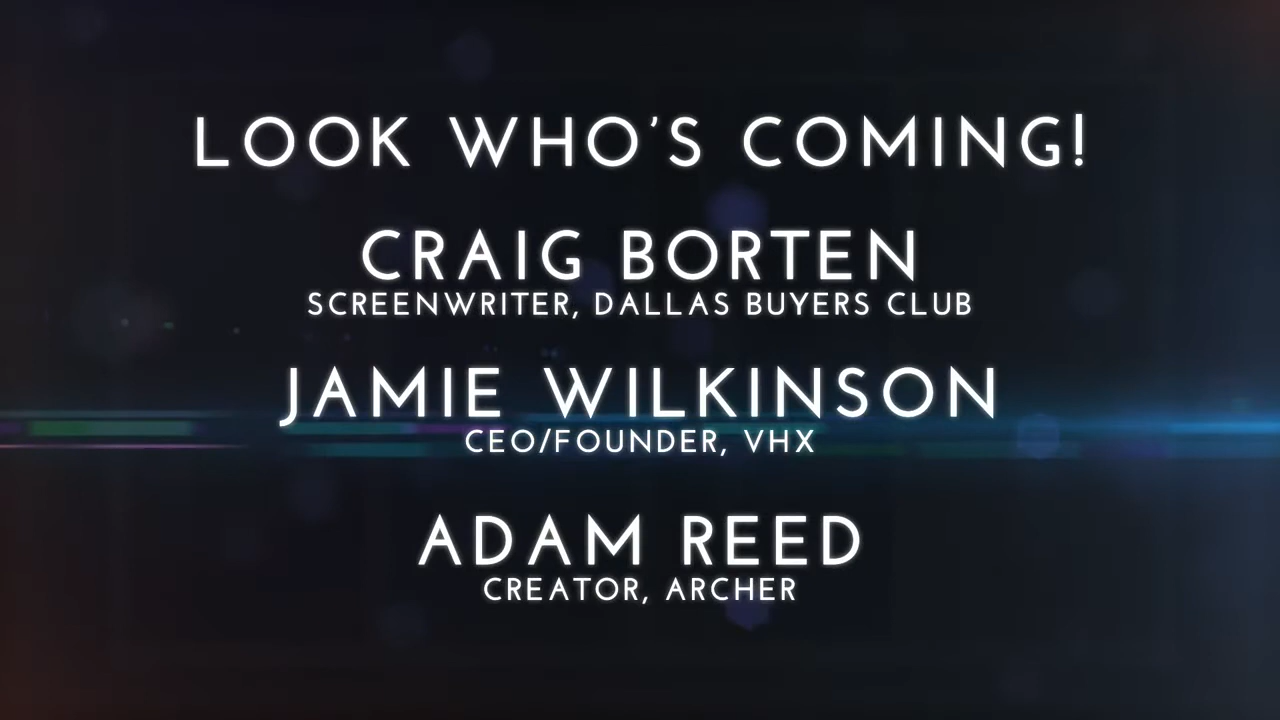 LOOK WHO'S COMING!
CRAIG BORTEN
SCREENWRITER, DALLAS BUYERS CLUB
JAMIE WILKINSON
CEO/FOUNDER, VHX
ADAM REED
CREATOR, ARCHER